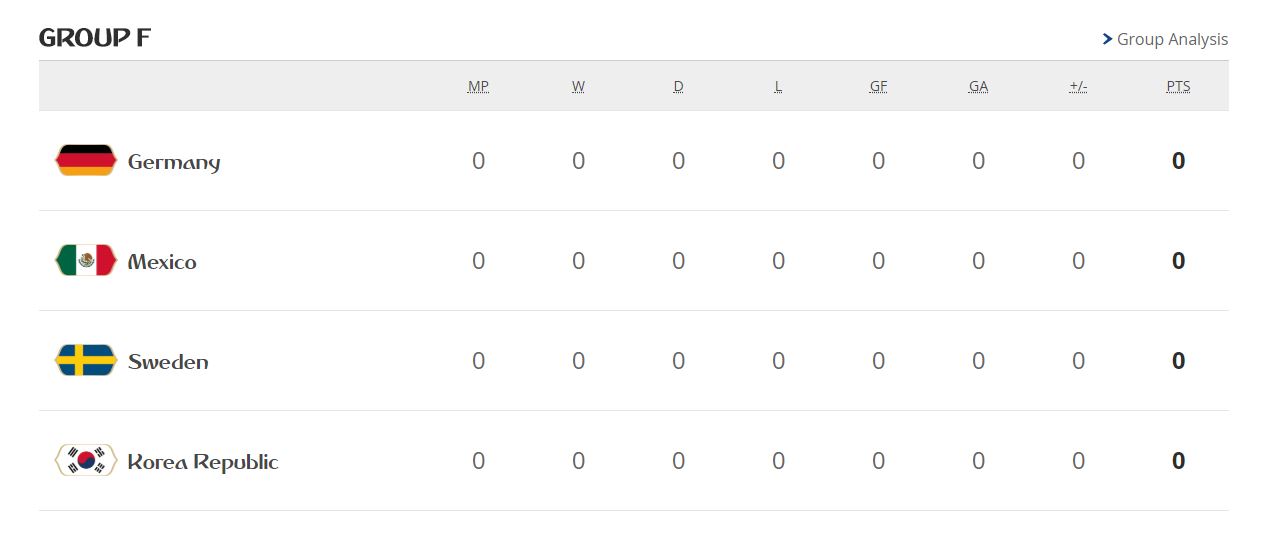 GROUP F
Group Analysis
MP W D L GF GA +/- PTS
Germany 0 0 0 0 0 0 0 0
Mexico 0 0 0 0 0 0 0 0
Sweden 0 0 0 0 0 0 0 0
Korea Republic 0 0 0 0 0 0 0 0